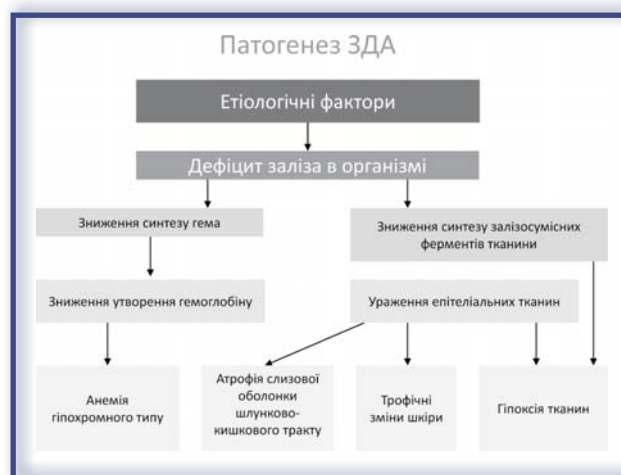 Патогенез ЗДА
Етіологічні фактори
Дефіцит заліза в організмі
Зниження синтезу гема
Зниження синтезу залізосумісних
ферментів тканини
Зниження утворення гемоглобіну
Ураження епітеліальних тканин
Анемія
гіпохромного типу
Атрофія слизової
оболонки
шлунково-
кишкового тракту
Трофічні
зміни шкіри
Гіпоксія тканин